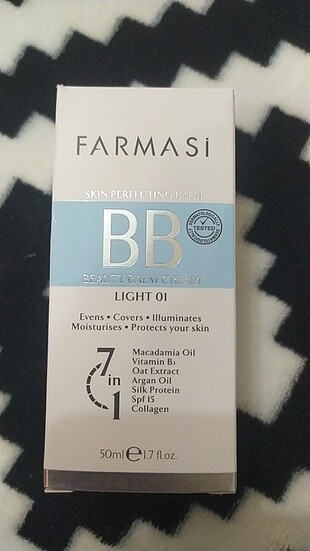 FARMASi
SKIN PERFECTING BALM
BB
DERMATOLOGICALLY
TESTED
BEAUTY BALM CREAM
LIGHT 01
Evens • Covers • Illuminates
Moisturises • Protects your skin
7 in 1
Macadamia Oil
Vitamin B3
Oat Extract
Argan Oil
Silk Protein
Spf 15
Collagen
50ml e 1.7 fl.oz.